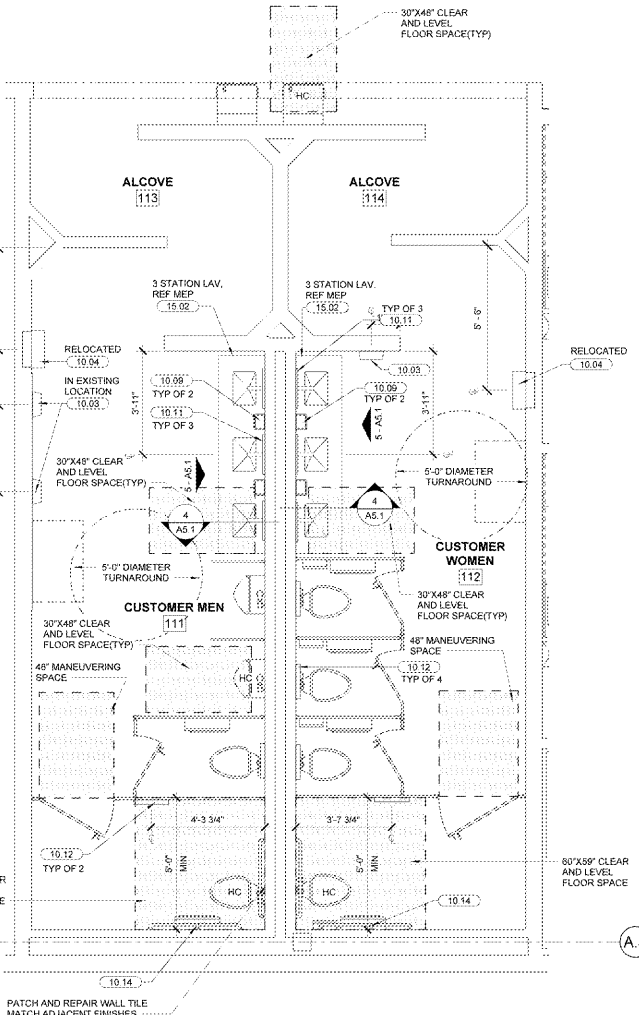 30"X48" CLEAR
AND LEVEL
FLOOR SPACE(TYP)
HC
ALCOVE
113
ALCOVE
114
3 STATION LAV,
REF MEP
15.02
3 STATION LAV.
REF MEP
15.02
TYP OF 3
10.11
5'-6"
RELOCATED
10.04
IN EXISTING
LOCATION
10.03
3'-11"
10.09
TYP OF 2
10.11
TYP OF 3
10.03
10.09
TYP OF 2
5 - A5.1
3'-11"
RELOCATED
10.04
30"X48" CLEAR
AND LEVEL
FLOOR SPACE(TYP)
5 - A5.1
4
A5.1
4
A5.1
5'-0" DIAMETER
TURNAROUND
5'-0" DIAMETER
TURNAROUND
CUSTOMER
WOMEN
112
CUSTOMER MEN
111
30"X48" CLEAR
AND LEVEL
FLOOR SPACE(TYP)
30"X48" CLEAR
AND LEVEL
FLOOR SPACE(TYP)
48" MANEUVERING
SPACE
48" MANEUVERING
SPACE
HC
10.12
TYP OF 4
4'-3 3/4"
3'-7 3/4"
10.12
TYP OF 2
5'-0"
MIN
5'-0"
MIN
60"X59" CLEAR
AND LEVEL
FLOOR SPACE
HC
HC
R
E
10.14
10.14
A.
PATCH AND REPAIR WALL TILE
MATCH ADJACENT FINISHES